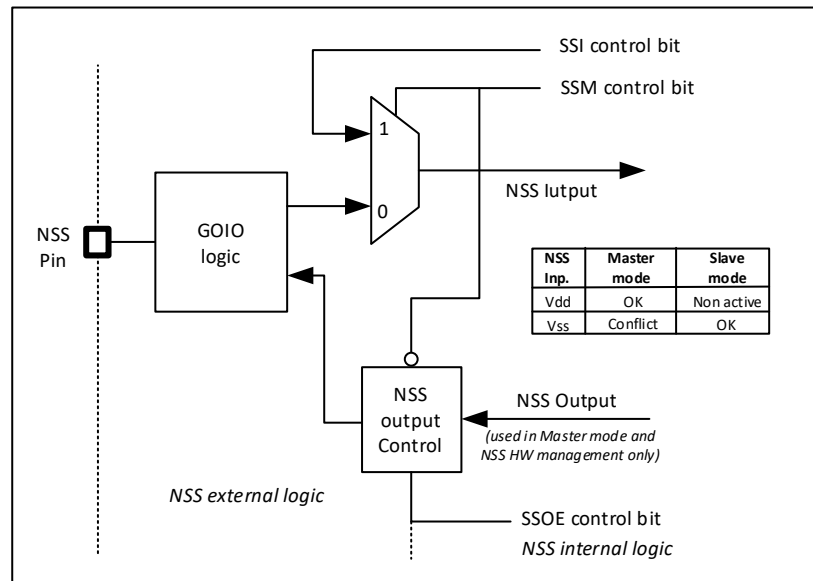 SSI control bit
SSM control bit
1
0
NSS Iutput
GOIO
logic
NSS
Pin
NSS Inp. Master mode Slave mode
Vdd OK Non active
Vss Conflict OK
NSS
output
Control
NSS Output
(used in Master mode and
NSS HW management only)
NSS external logic
SSOE control bit
NSS internal logic